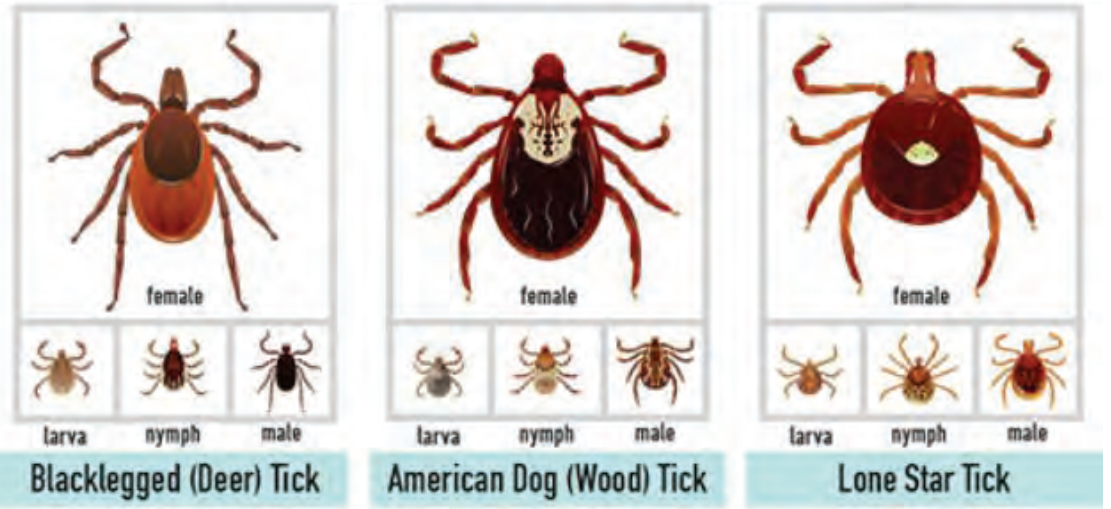 female
female
female
larva
nymph
male
larva
nymph
male
larva
nymph
male
Blacklegged (Deer) Tick
American Dog (Wood) Tick
Lone Star Tick